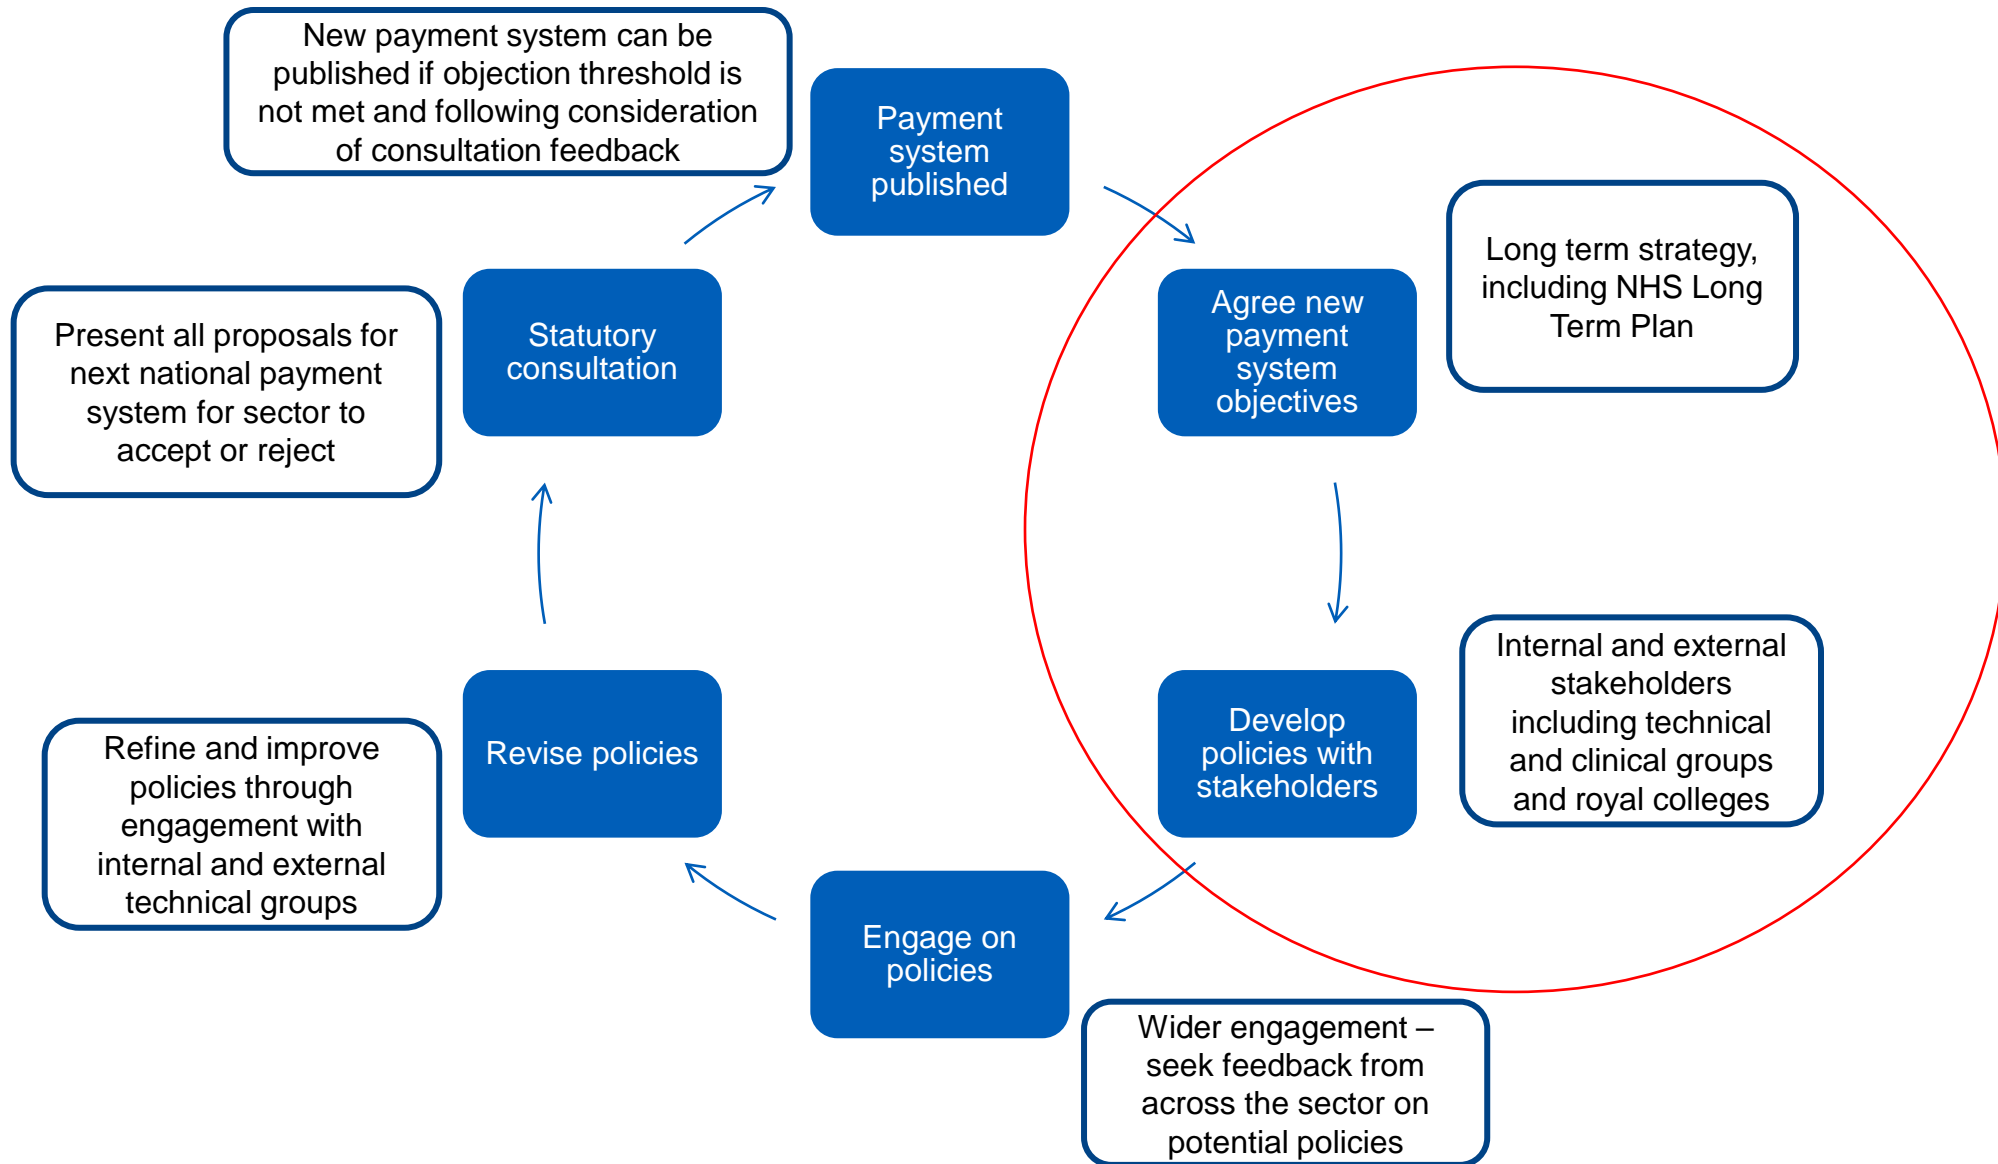 New payment system can be
published if objection threshold is
not met and following consideration
of consultation feedback
Payment
system
published
Long term strategy,
including NHS Long
Term Plan
Agree new
payment
system
objectives
Statutory
consultation
Present all proposals for
next national payment
system for sector to
accept or reject
Internal and external
stakeholders
including technical
and clinical groups
and royal colleges
Develop
policies with
stakeholders
Revise policies
Refine and improve
policies through
engagement with
internal and external
technical groups
Engage on
policies
Wider engagement –
seek feedback from
across the sector on
potential policies